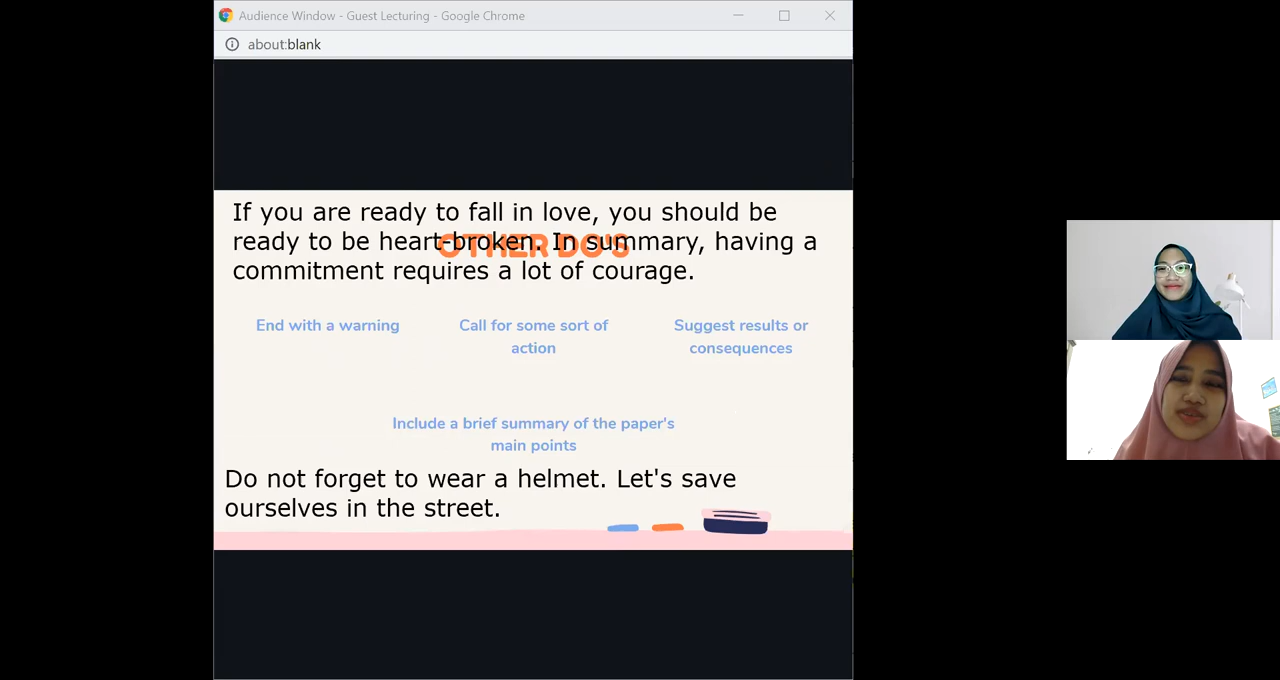 Audience Window - Guest Lecturing - Google Chrome
about:blank
If you are ready to fall in love, you should be
ready to be heart-broken. In summary, having a
commitment requires a lot of courage.
OTHER DO'S
End with a warning
Call for some sort of
action
Suggest results or
consequences
Include a brief summary of the paper's
main points
Do not forget to wear a helmet. Let's save
ourselves in the street.